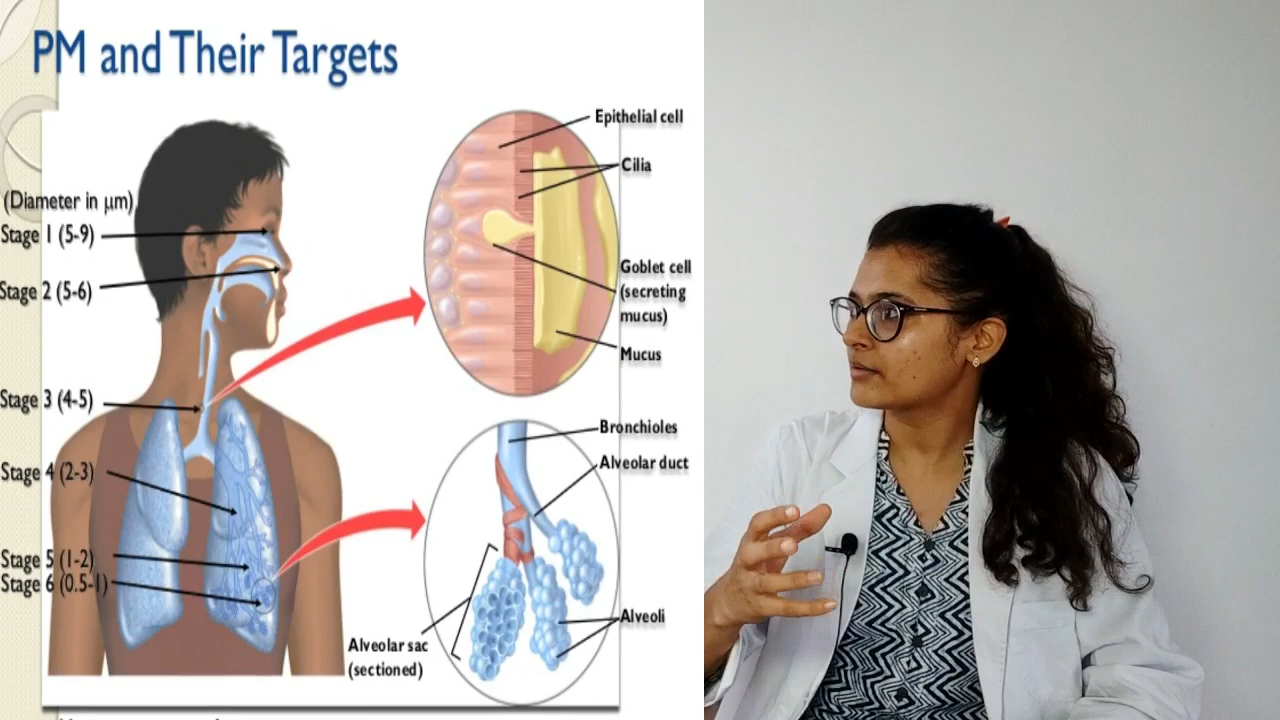 PM and Their Targets
(Diameter in μm)
Stage 1 (5-9)
Stage 2 (5-6)
Stage 3 (4-5)
Stage 4 (2-3)
Stage 5 (1-2)
Stage 6 (0.5-1)
Epithelial cell
Cilia
Goblet cell
(secreting
mucus)
Mucus
Bronchioles
Alveolar duct
Alveoli
Alveolar sac
(sectioned)